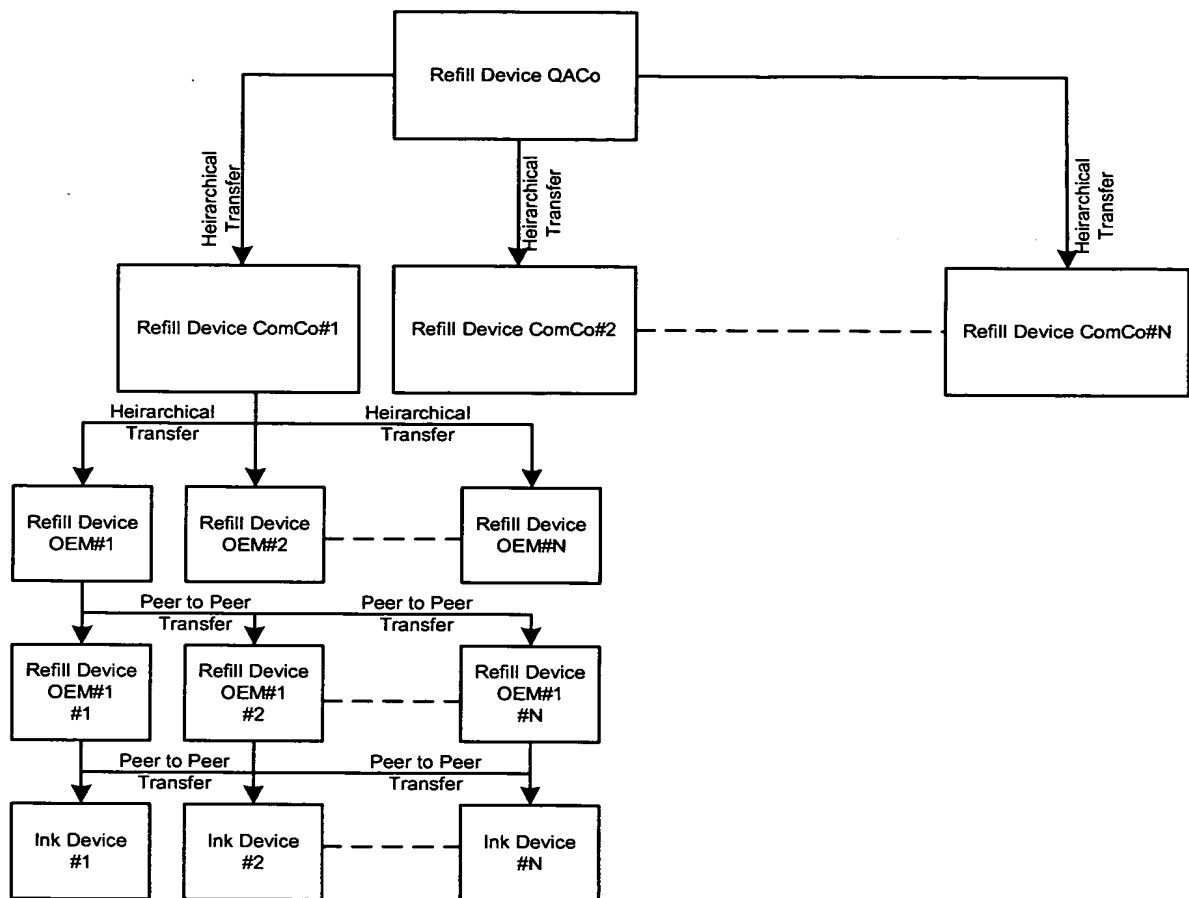 Refill Device QACo
Heirarchical
Transfer
Heirarchical
Transfer
Heirarchical
Transfer
Refill Device ComCo#1
Refill Device ComCo#2
Refill Device ComCo#N
Heirarchical
Transfer
Heirarchical
Transfer
Refill Device
OEM#1
Refill Device
OEM#2
Refill Device
OEM#N
Peer to Peer
Transfer
Peer to Peer
Transfer
Refill Device
OEM#1
#1
Refill Device
OEM#1
#2
Refill Device
OEM#1
#N
Peer to Peer
Transfer
Peer to Peer
Transfer
Ink Device
#1
Ink Device
#2
Ink Device
#N